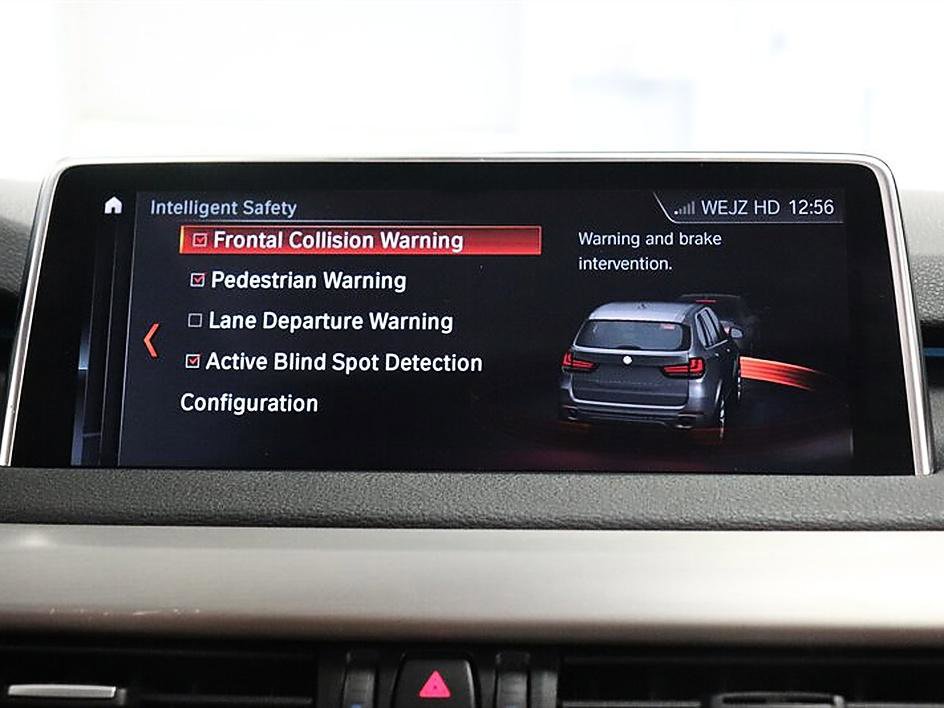 Intelligent Safety
WEJZ HD 12:56
Frontal Collision Warning
Pedestrian Warning
Lane Departure Warning
Active Blind Spot Detection
Configuration
Warning and brake
intervention.